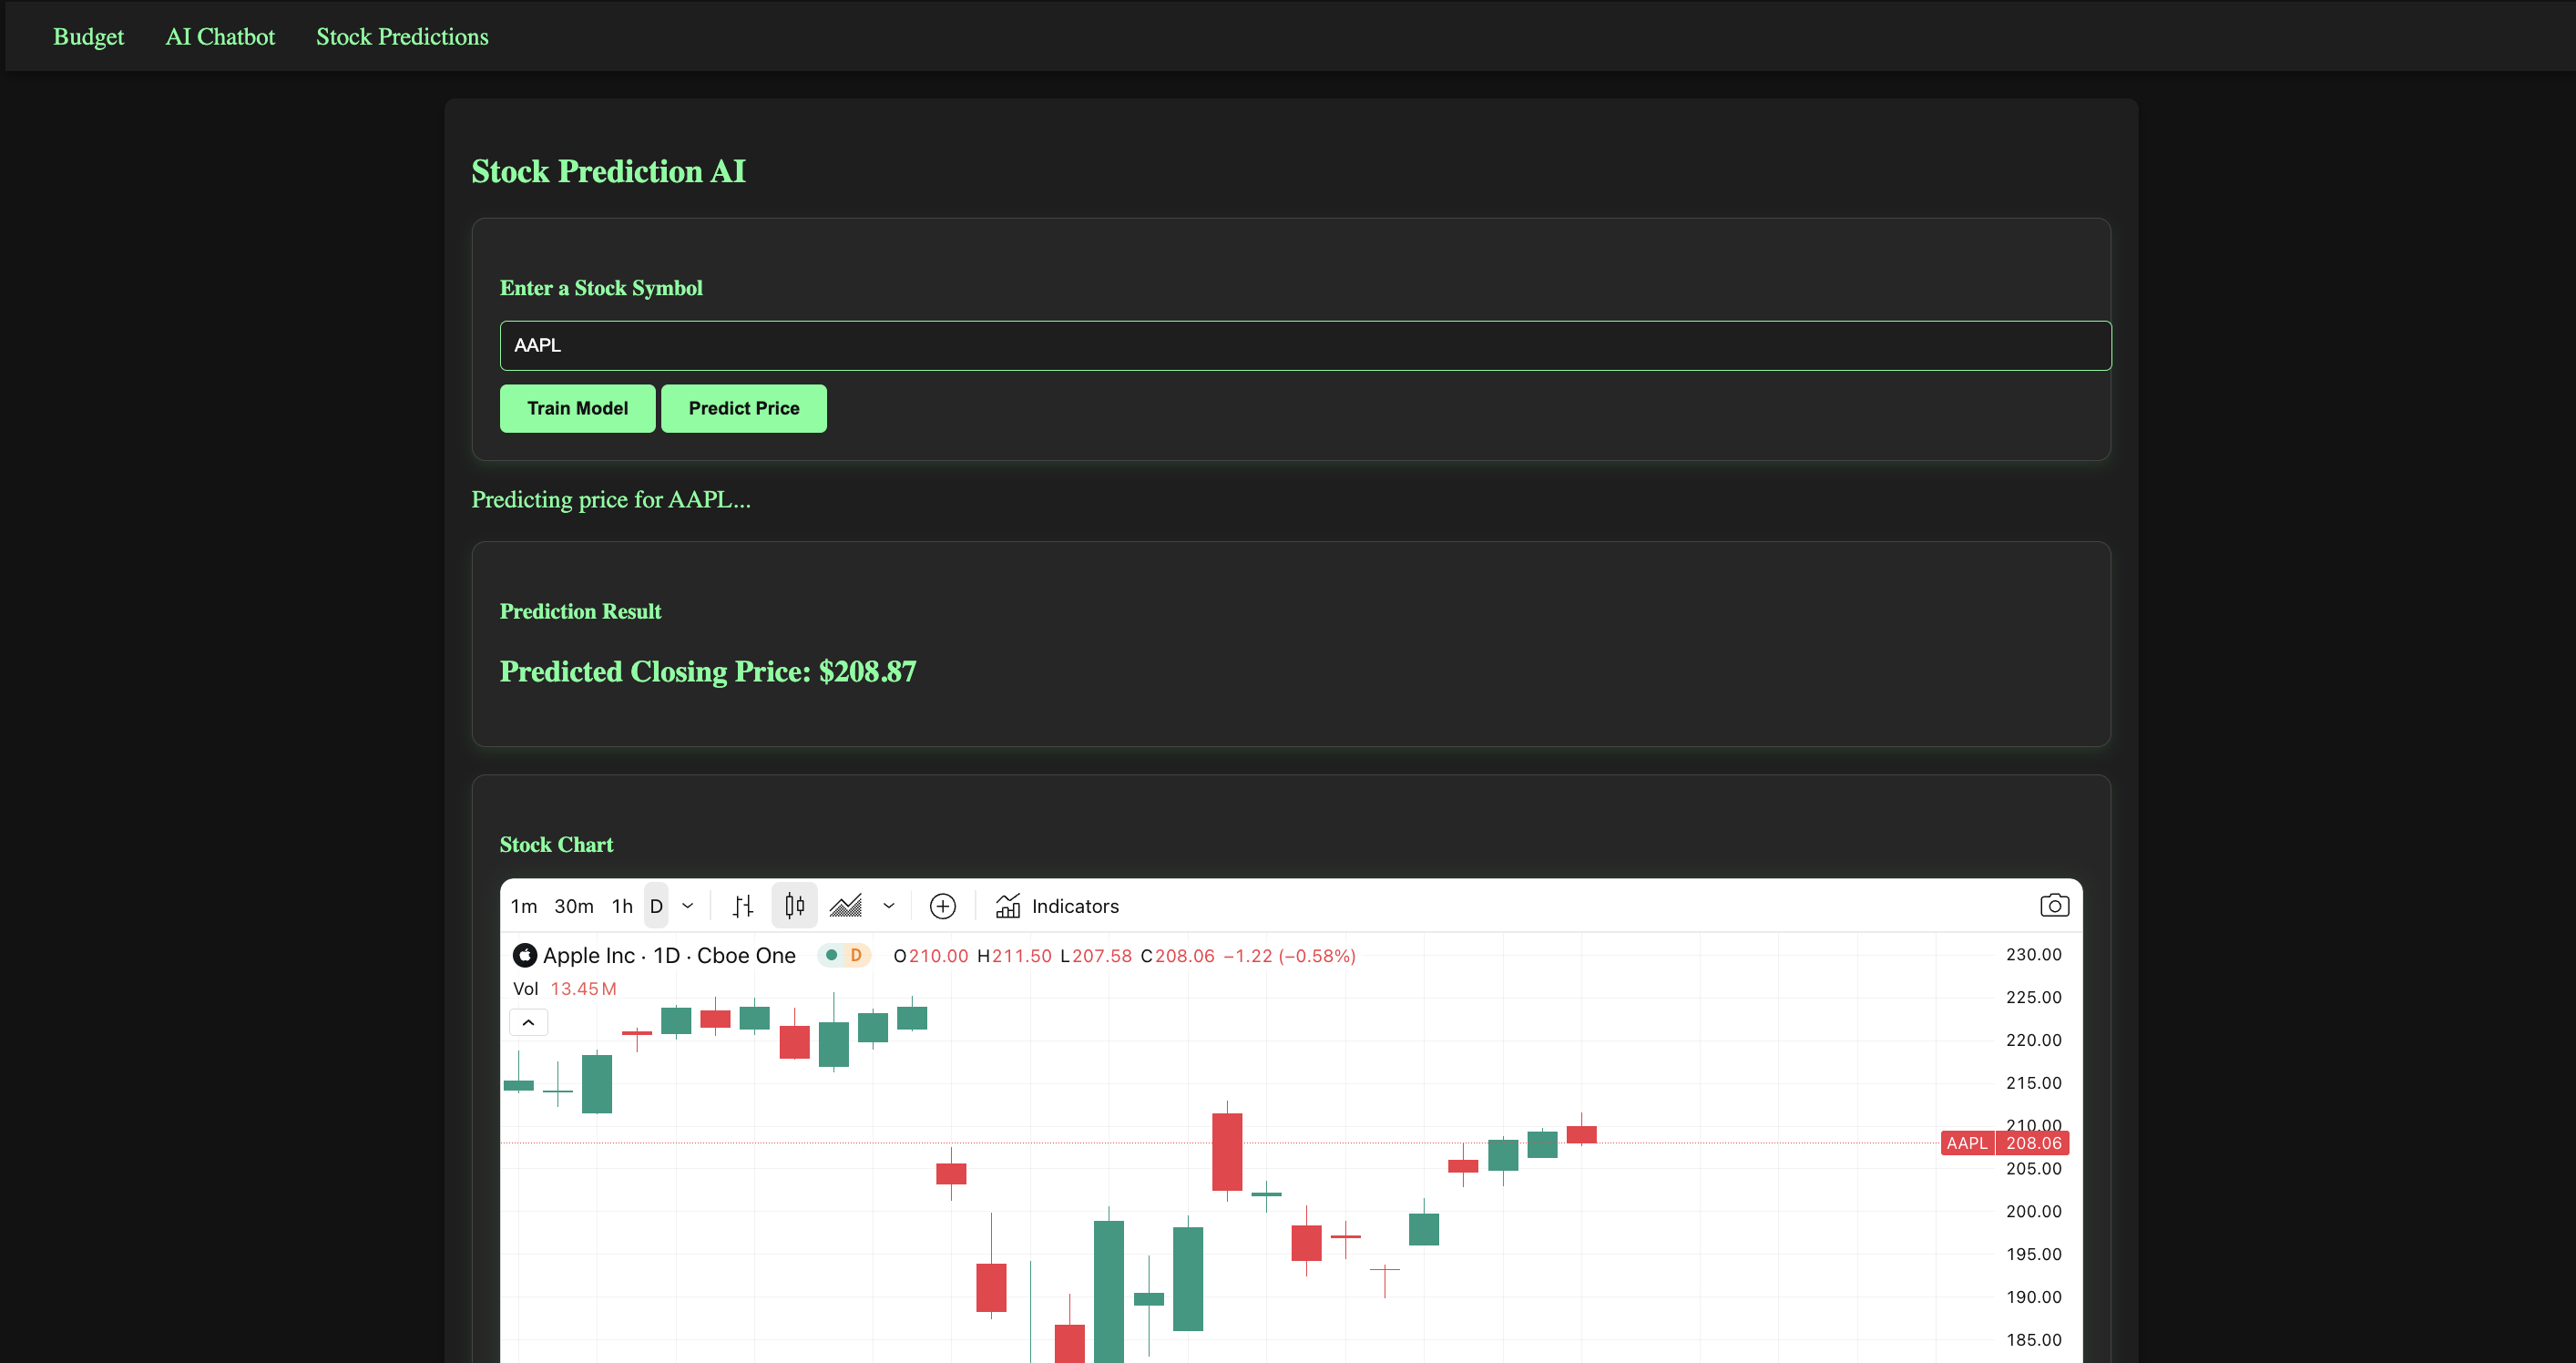 Budget AI Chatbot Stock Predictions
Stock Prediction AI
Enter a Stock Symbol
AAPL
Train Model Predict Price
Predicting price for AAPL...
Prediction Result
Predicted Closing Price: $208.87
Stock Chart
1m 30m 1h D Indicators
Apple Inc · 1D · Cboe One D O210.00 H211.50 L207.58 C208.06 −1.22 (−0.58%)
Vol 13.45M
230.00
225.00
220.00
215.00
210.00
AAPL 208.06
205.00
200.00
195.00
190.00
185.00